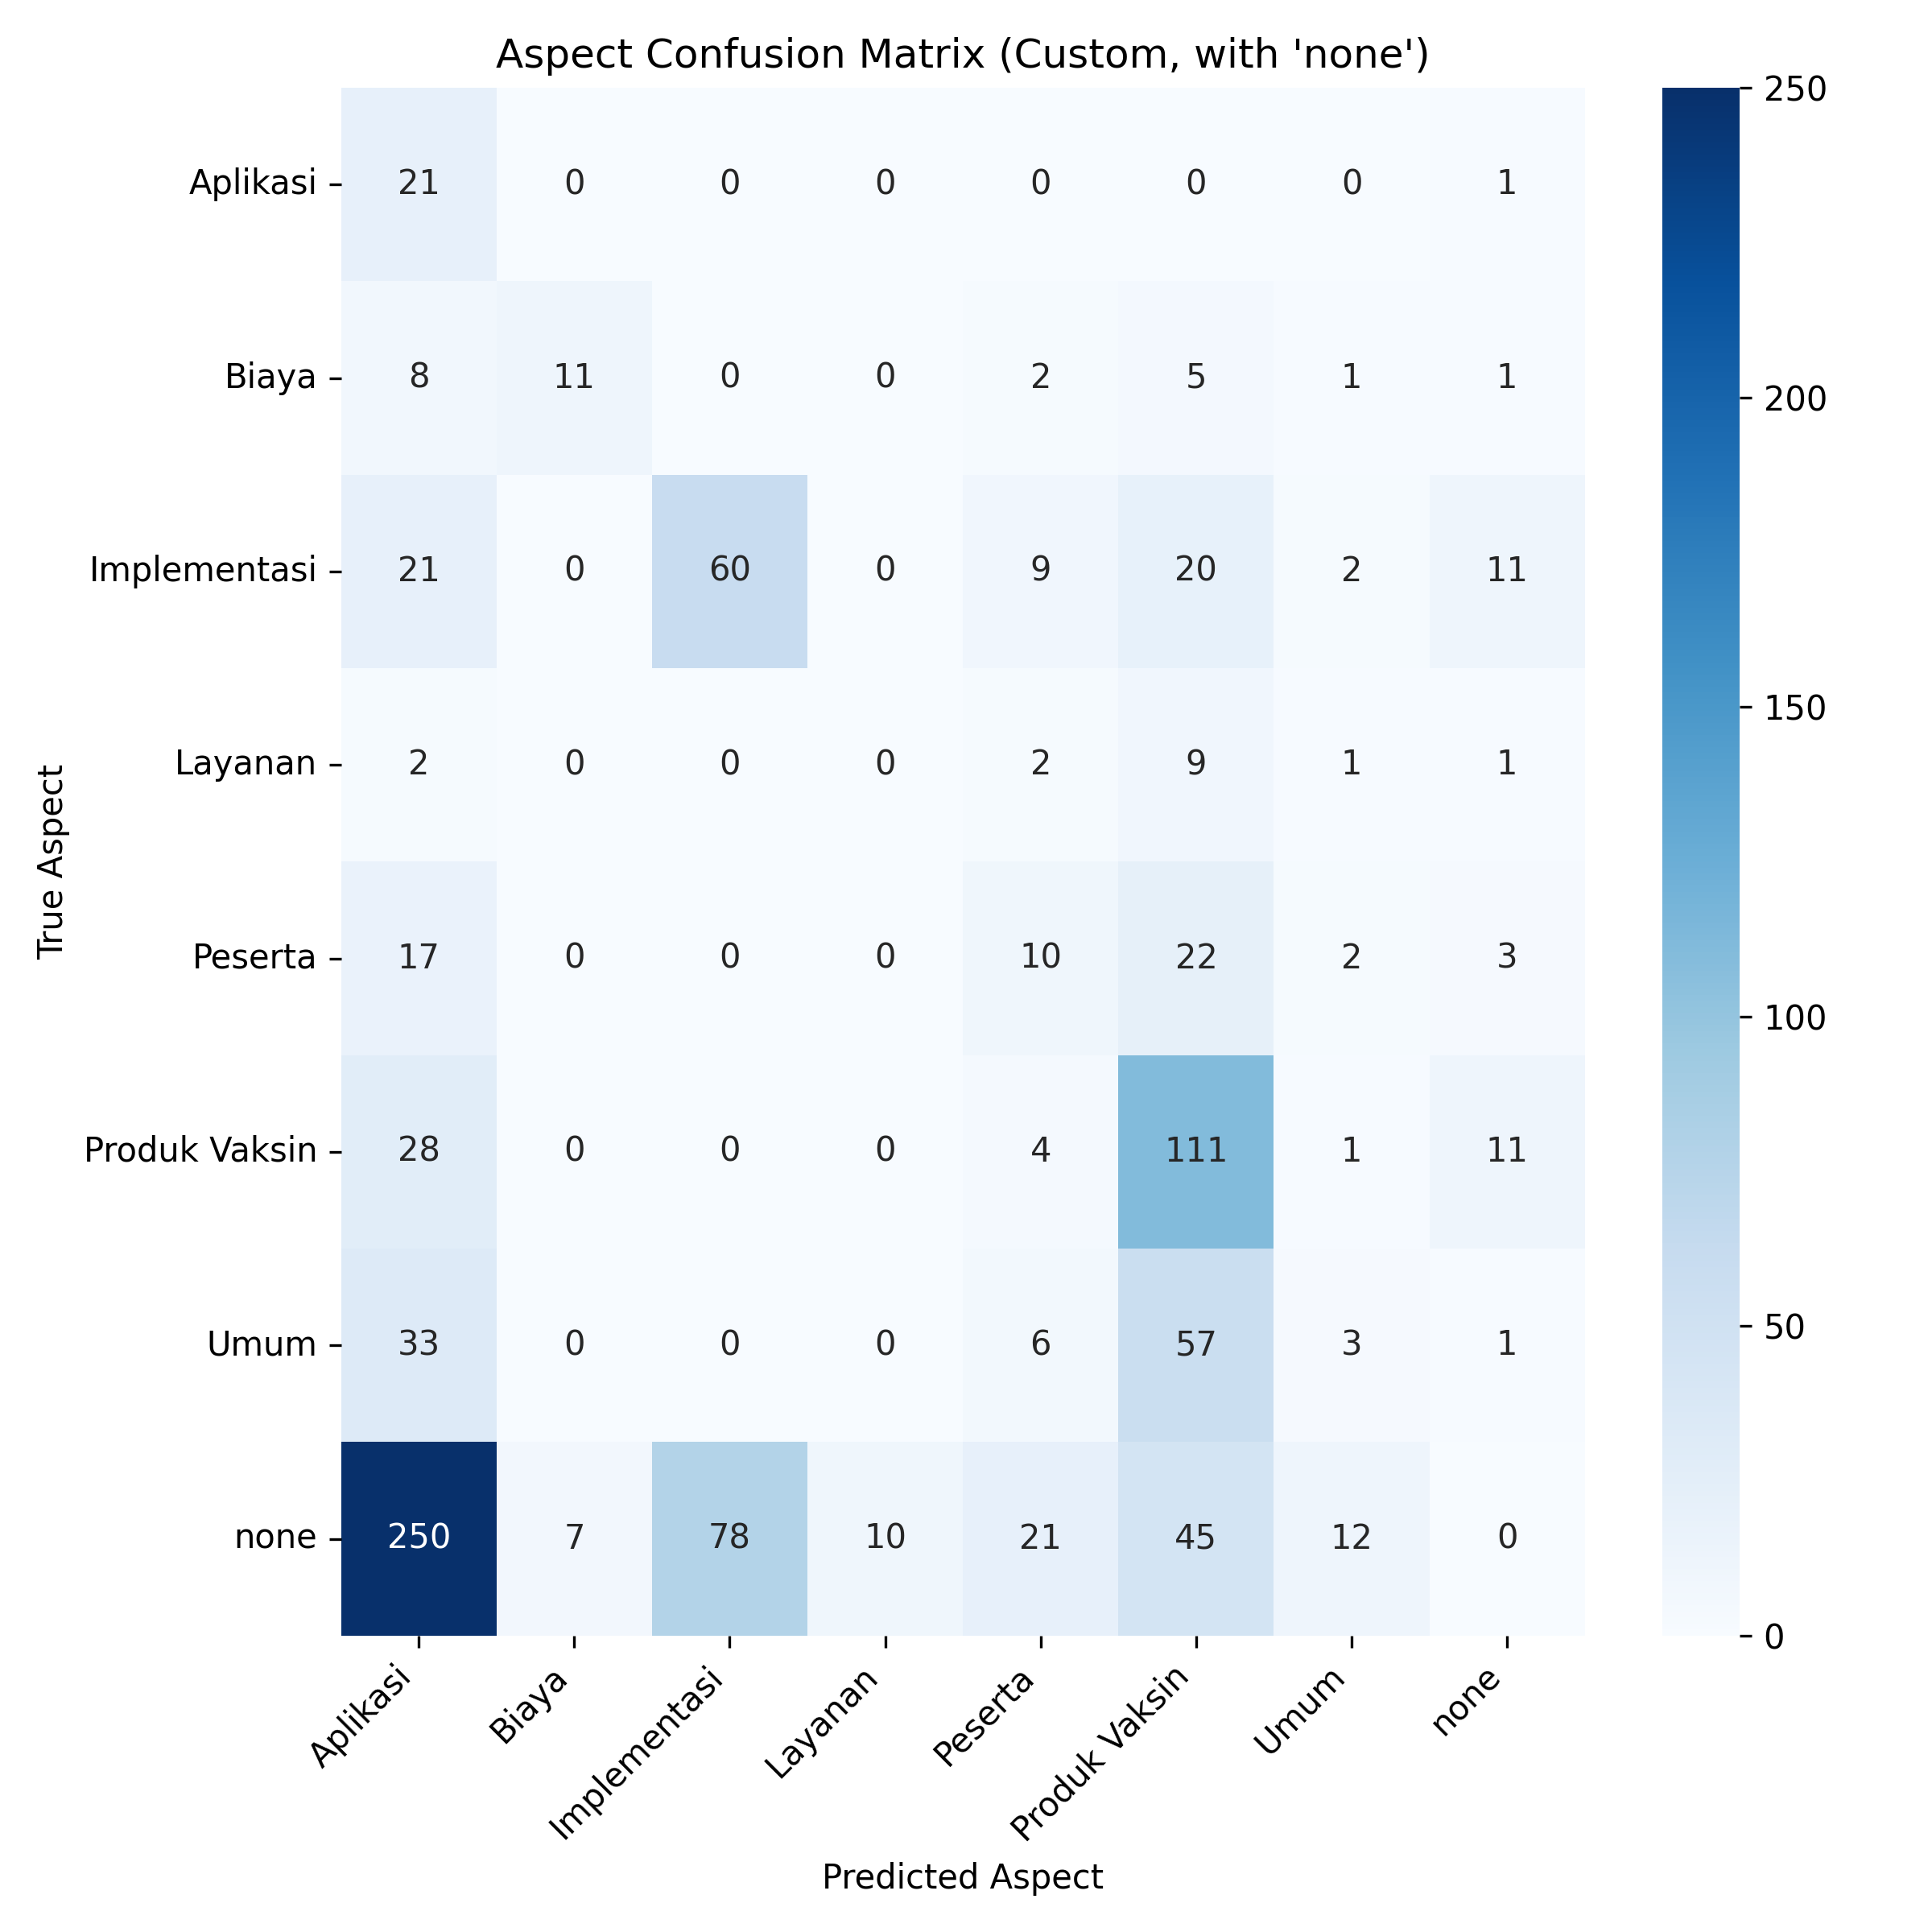 Aspect Confusion Matrix (Custom, with 'none')
True Aspect
Aplikasi 21 0 0 0 0 0 0 1
Biaya 8 11 0 0 2 5 1 1
Implementasi 21 0 60 0 9 20 2 11
Layanan 2 0 0 0 2 9 1 1
Peserta 17 0 0 0 10 22 2 3
Produk Vaksin 28 0 0 0 4 111 1 11
Umum 33 0 0 0 6 57 3 1
none 250 7 78 10 21 45 12 0
Aplikasi Biaya Implementasi Layanan Peserta Produk Vaksin Umum none
Predicted Aspect
250
200
150
100
50
0